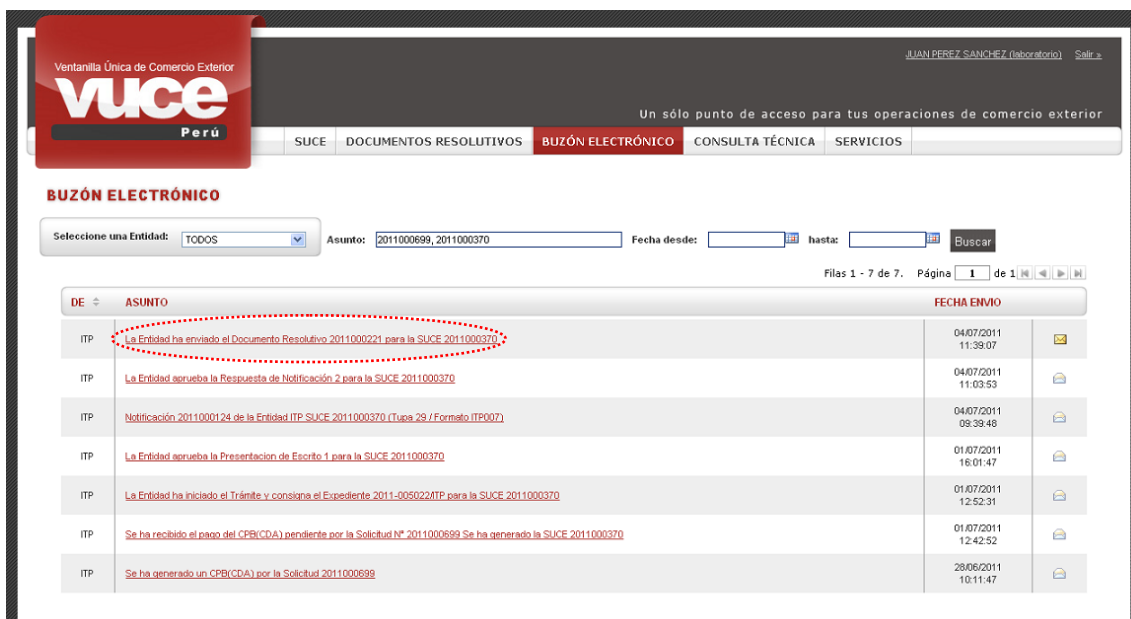 JUAN PEREZ SANCHEZ (laboratorio) Salir »
Ventanilla Única de Comercio Exterior
vuce
Perú
Un sólo punto de acceso para tus operaciones de comercio exterior
SUCE DOCUMENTOS RESOLUTIVOS BUZÓN ELECTRÓNICO CONSULTA TÉCNICA SERVICIOS
BUZÓN ELECTRÓNICO
Seleccione una Entidad: TODOS Asunto: 2011000699, 2011000370 Fecha desde: hasta: Buscar
Filas 1 - 7 de 7. Página 1 de 1
DE ASUNTO FECHA ENVIO
ITP La Entidad ha enviado el Documento Resolutivo 2011000221 para la SUCE 2011000370 04/07/2011
11:39:07
ITP La Entidad aprueba la Respuesta de Notificación 2 para la SUCE 2011000370 04/07/2011
11:03:53
ITP Notificación 2011000124 de la Entidad ITP SUCE 2011000370 (Tupa 29 / Formato ITP007) 04/07/2011
09:39:48
ITP La Entidad aprueba la Presentacion de Escrito 1 para la SUCE 2011000370 01/07/2011
16:01:47
ITP La Entidad ha iniciado el Trámite y consigna el Expediente 2011-005022/ITP para la SUCE 2011000370 01/07/2011
12:52:31
ITP Se ha recibido el pago del CPB(CDA) pendiente por la Solicitud N° 2011000699 Se ha generado la SUCE 2011000370 01/07/2011
12:42:52
ITP Se ha generado un CPB(CDA) por la Solicitud 2011000699 28/06/2011
10:11:47